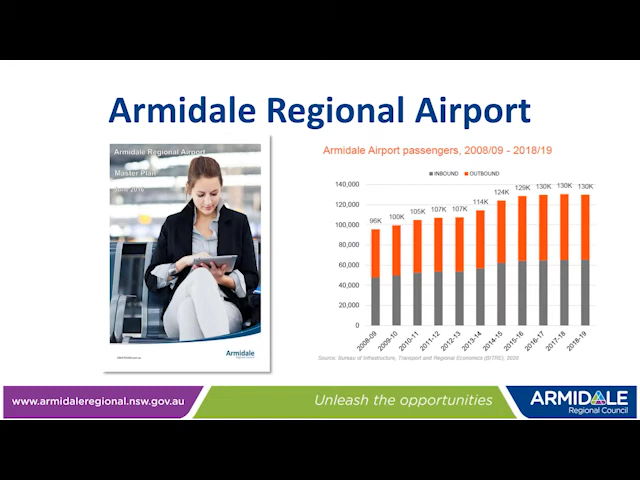 Armidale Regional Airport
Armidale Regional Airport
Master Plan
June 2016
Armidale
Armidale Airport passengers, 2008/09 - 2018/19
INBOUND OUTBOUND
140,000
120,000
100,000
80,000
60,000
40,000
20,000
0
96K
100K
105K
107K
107K
114K
124K
129K
130K
130K
130K
2008-09
2009-10
2010-11
2011-12
2012-13
2013-14
2014-15
2015-16
2016-17
2017-18
2018-19
Source: Bureau of Infrastructure, Transport and Regional Economics (BITRE), 2020
www.armidaleregional.nsw.gov.au
Unleash the opportunities
ARMIDALE
Regional Council